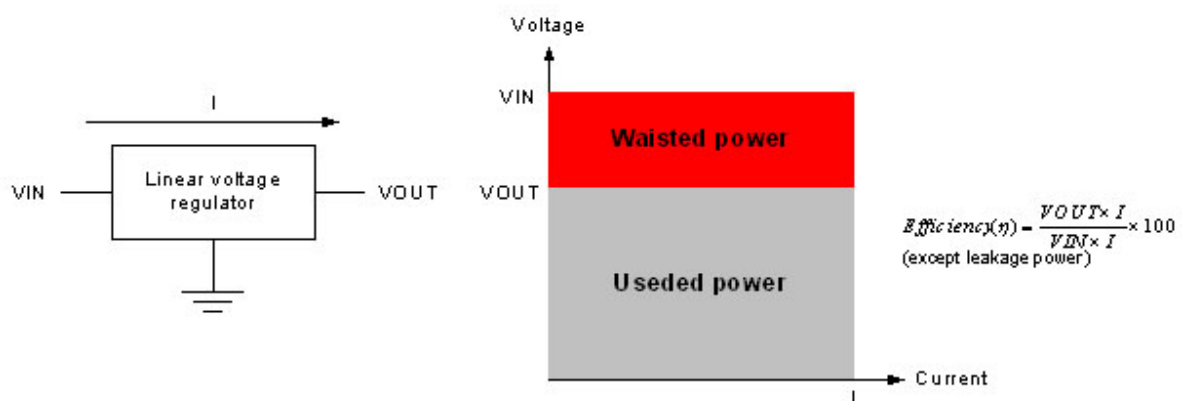 I
VIN
Linear voltage
regulator
VOUT
Voltage
VIN
Waisted power
VOUT
Useded power
Current
I
Efficiency(η) = VOUT × I / VIN × I × 100
(except leakage power)